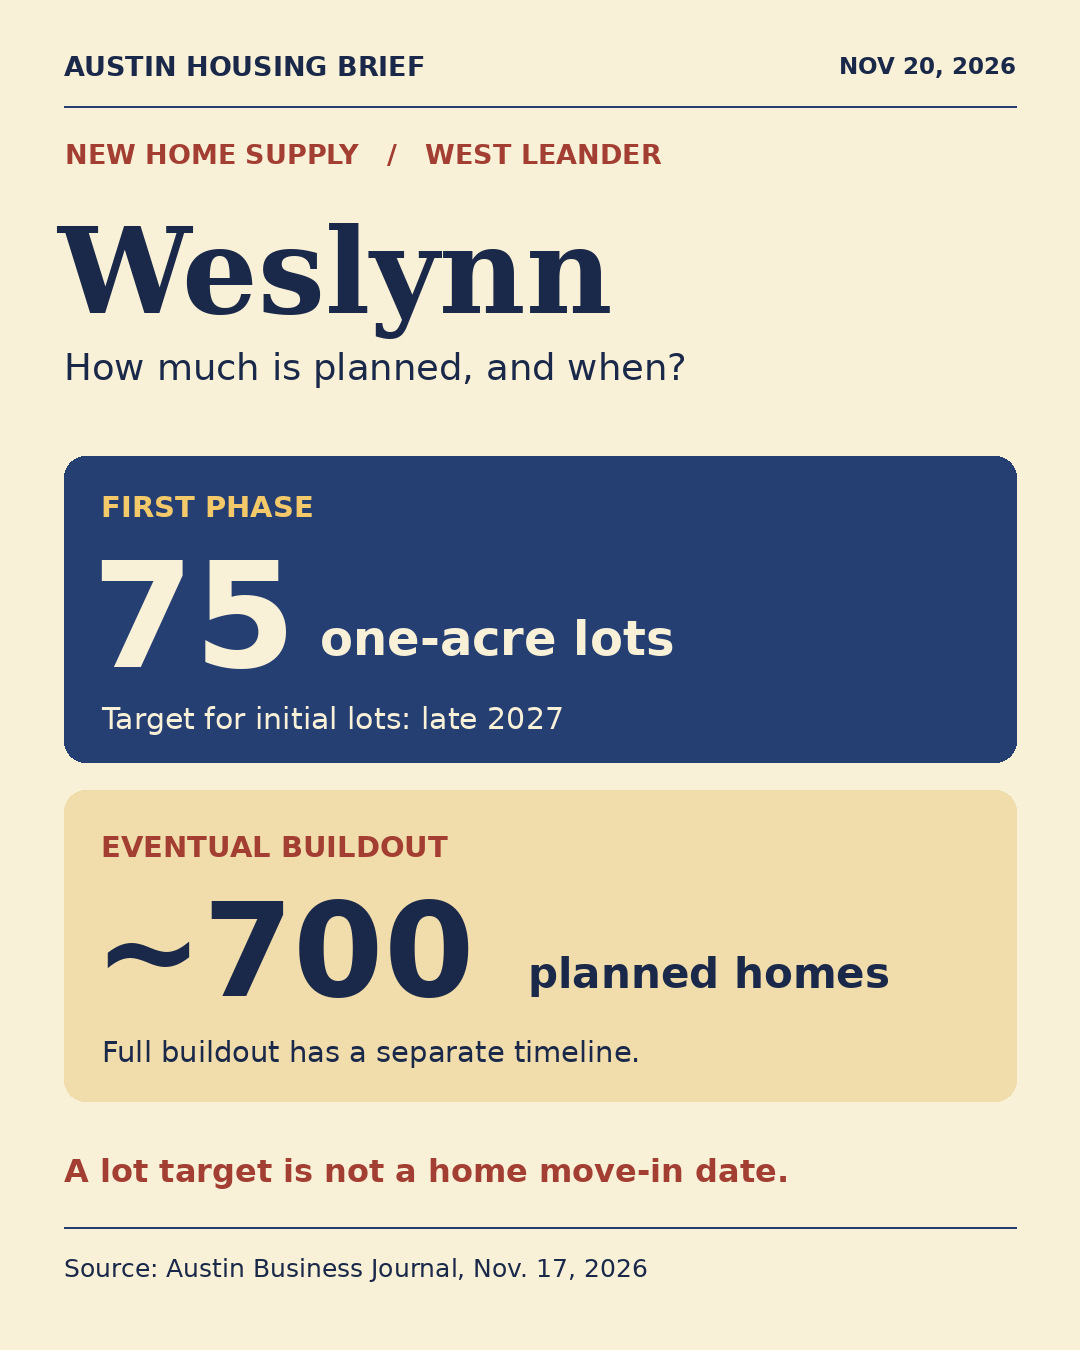 AUSTIN HOUSING BRIEF
NOV 20, 2026
NEW HOME SUPPLY / WEST LEANDER
Weslynn
How much is planned, and when?
FIRST PHASE
75 one-acre lots
Target for initial lots: late 2027
EVENTUAL BUILDOUT
~700 planned homes
Full buildout has a separate timeline.
A lot target is not a home move-in date.
Source: Austin Business Journal, Nov. 17, 2026